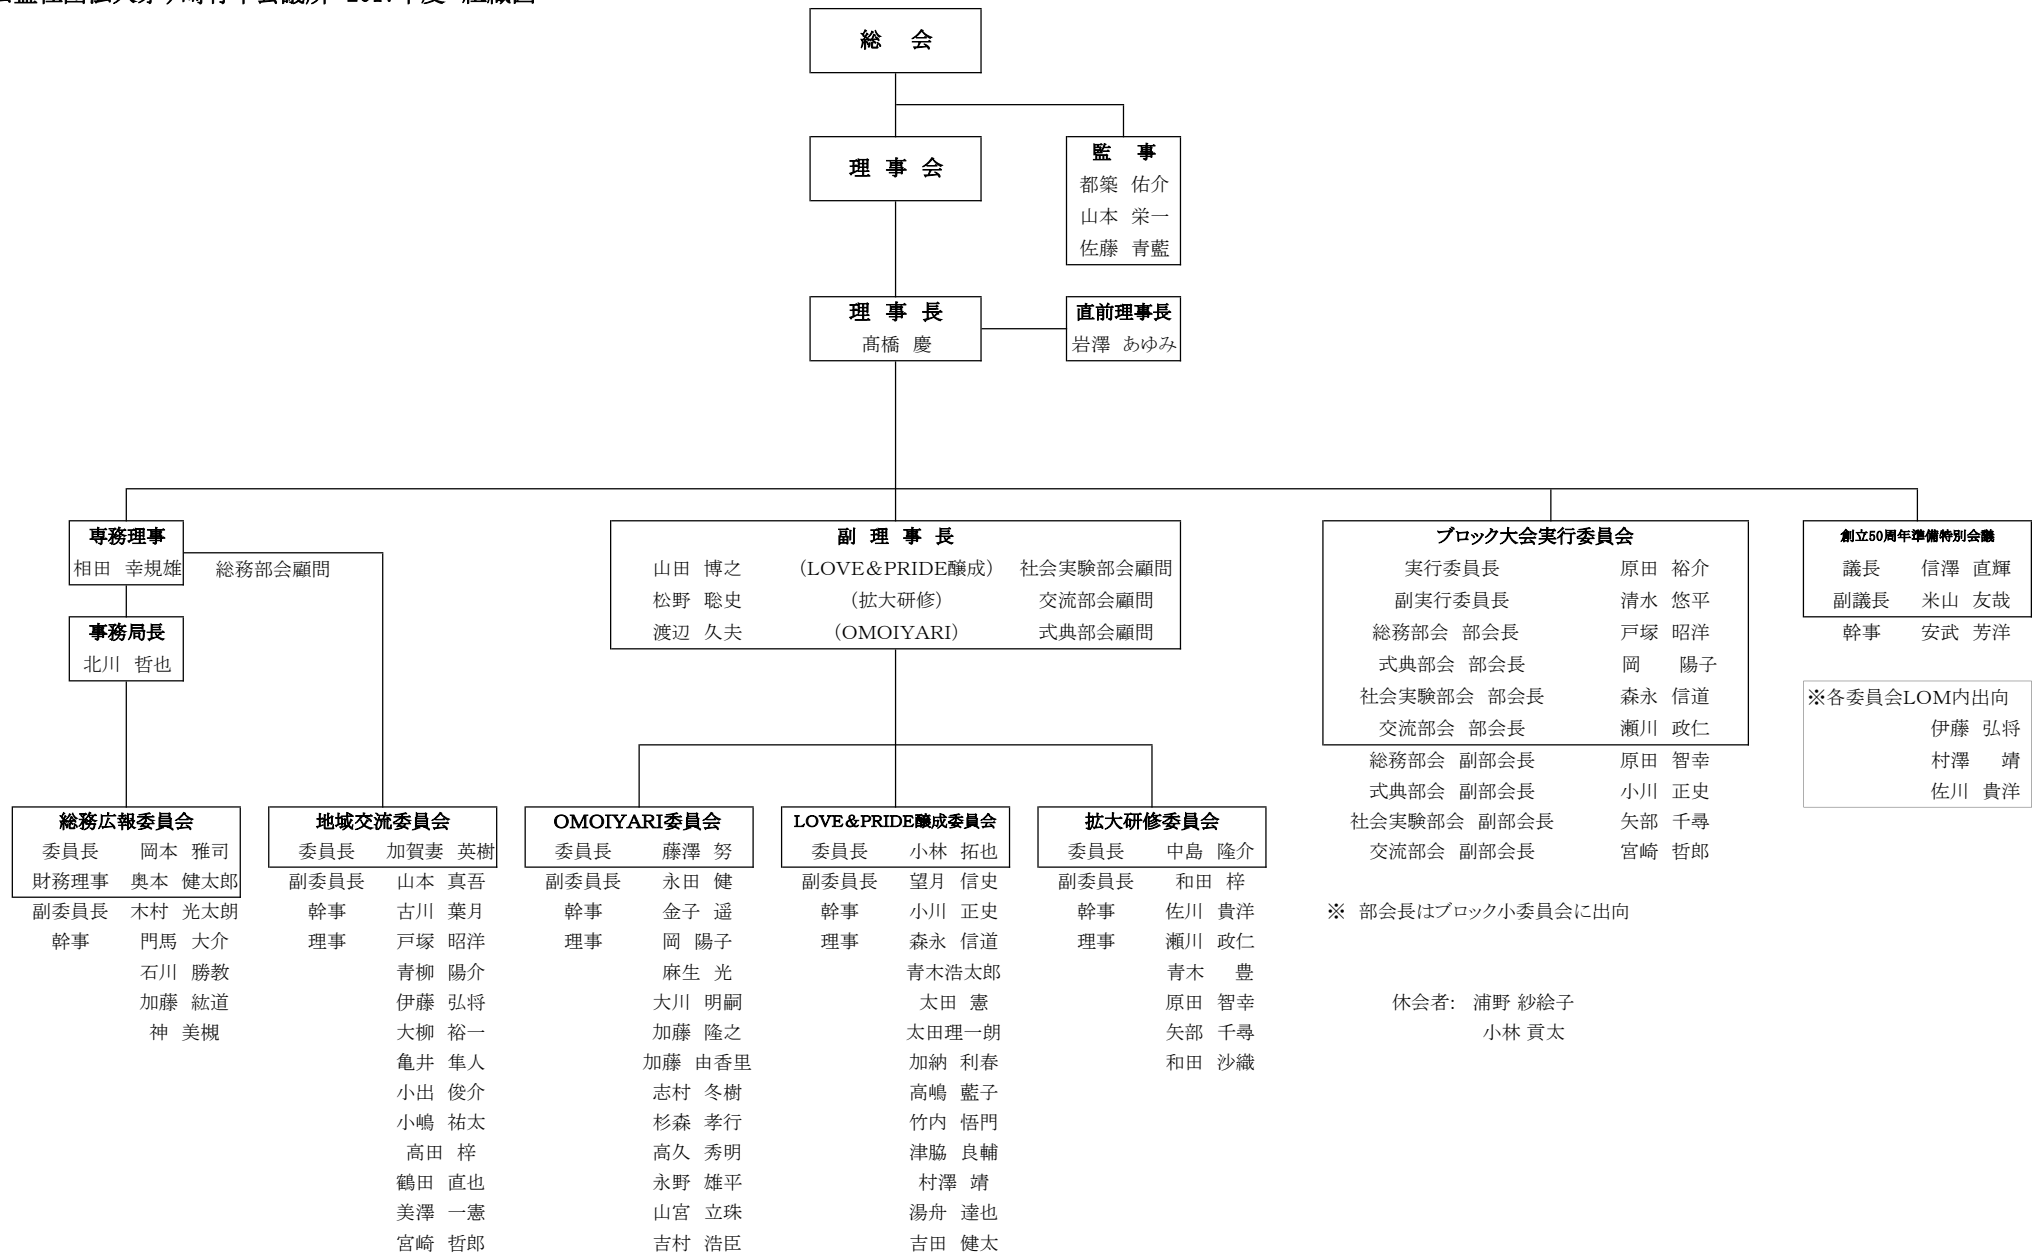 総 会
理 事 会
監 事
都築 佑介
山本 栄一
佐藤 青藍
理 事 長
髙橋 慶
直前理事長
岩澤 あゆみ
専務理事
相田 幸規雄
総務部会顧問
事務局長
北川 哲也
副 理 事 長
山田 博之 (LOVE&PRIDE醸成) 社会実験部会顧問
松野 聡史 (拡大研修) 交流部会顧問
渡辺 久夫 (OMOIYARI) 式典部会顧問
ブロック大会実行委員会
実行委員長 原田 裕介
副実行委員長 清水 悠平
総務部会 部会長 戸塚 昭洋
式典部会 部会長 岡 陽子
社会実験部会 部会長 森永 信道
交流部会 部会長 瀬川 政仁
総務部会 副部会長 原田 智幸
式典部会 副部会長 小川 正史
社会実験部会 副部会長 矢部 千尋
交流部会 副部会長 宮崎 哲郎
※ 部会長はブロック小委員会に出向
休会者: 浦野 紗絵子
小林 貢太
創立50周年準備特別会議
議長 信澤 直輝
副議長 米山 友哉
幹事 安武 芳洋
※各委員会LOM内出向
伊藤 弘将
村澤 靖
佐川 貴洋
総務広報委員会
委員長 岡本 雅司
財務理事 奥本 健太郎
副委員長 木村 光太朗
幹事 門馬 大介
石川 勝教
加藤 紘道
神 美槻
地域交流委員会
委員長 加賀妻 英樹
副委員長 山本 真吾
幹事 古川 葉月
理事 戸塚 昭洋
青柳 陽介
伊藤 弘将
大柳 裕一
亀井 隼人
小出 俊介
小嶋 祐太
高田 梓
鶴田 直也
美澤 一憲
宮崎 哲郎
OMOIYARI委員会
委員長 藤澤 努
副委員長 永田 健
幹事 金子 遥
理事 岡 陽子
麻生 光
大川 明嗣
加藤 隆之
加藤 由香里
志村 冬樹
杉森 孝行
高久 秀明
永野 雄平
山宮 立珠
吉村 浩臣
LOVE&PRIDE醸成委員会
委員長 小林 拓也
副委員長 望月 信史
幹事 小川 正史
理事 森永 信道
青木浩太郎
太田 憲
太田理一朗
加納 利春
高嶋 藍子
竹内 悟門
津脇 良輔
村澤 靖
湯舟 達也
吉田 健太
拡大研修委員会
委員長 中島 隆介
副委員長 和田 梓
幹事 佐川 貴洋
理事 瀬川 政仁
青木 豊
原田 智幸
矢部 千尋
和田 沙織